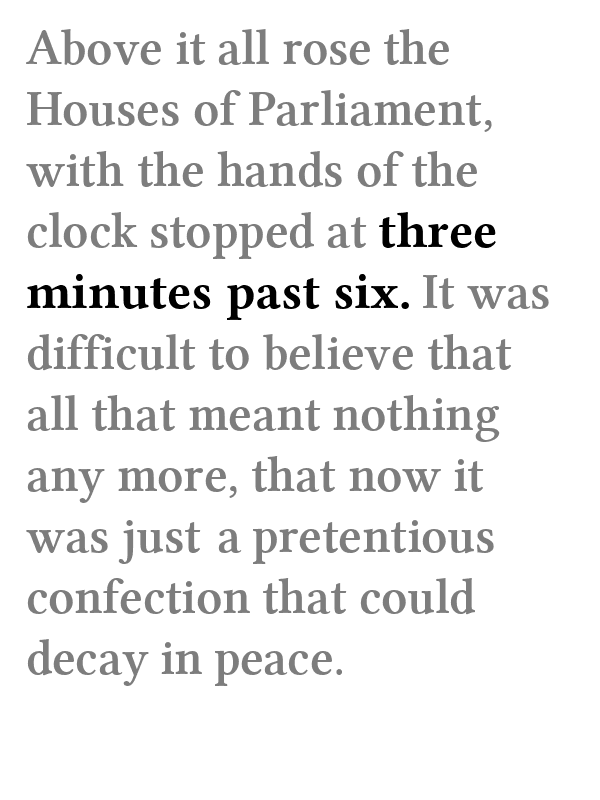 Above it all rose the
Houses of Parliament,
with the hands of the
clock stopped at three
minutes past six. It was
difficult to believe that
all that meant nothing
any more, that now it
was just a pretentious
confection that could
decay in peace.